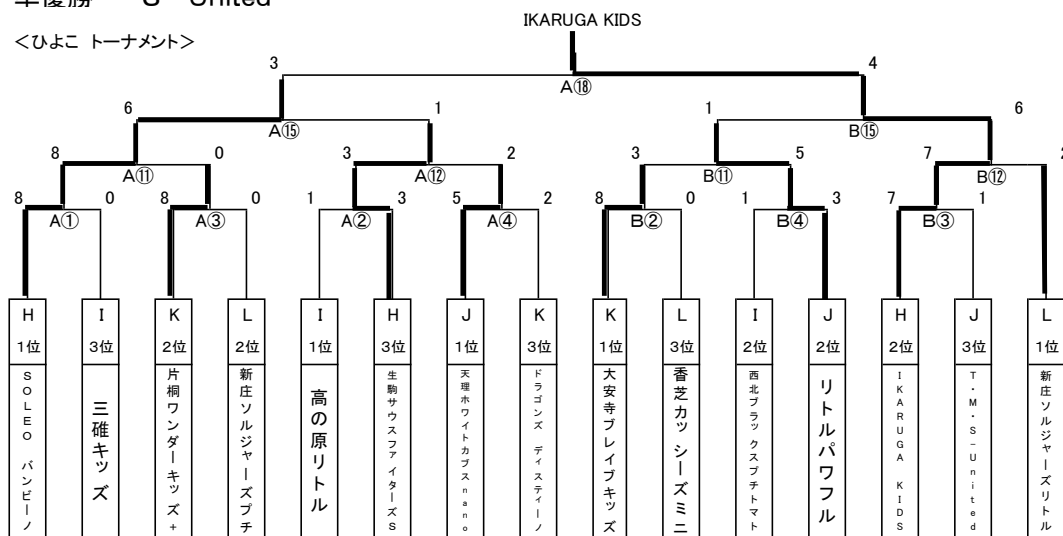 準優勝 S－United
IKARUGA KIDS
＜ひよこ トーナメント＞
3 4
A⑱
6 1 1 6
A⑮ B⑮
8 0 3 2 3 5 7 2
A⑪ A⑫ B⑪ B⑫
8 0 8 0 1 3 5 2 8 0 1 3 7 1
A① A③ A② A④ B② B④ B③
H I K L I H J K K L I J H J L
1位 3位 2位 2位 1位 3位 1位 3位 1位 3位 2位 2位 2位 3位 1位
SOLEO バンビーノ
三碓キッズ
片桐ワンダーキッズ+
新庄ソルジャーズプチ
高の原リトル
生駒サウスファイターズS
天理ホワイトカブスnano
ドラゴンズ ディスティーノ
大安寺ブレイブキッズ
香芝カッシーズミニ
西北ブラックスプチトマト
リトルパワフル
IKARUGA KIDS
T・M・S－United
新庄ソルジャーズリトル